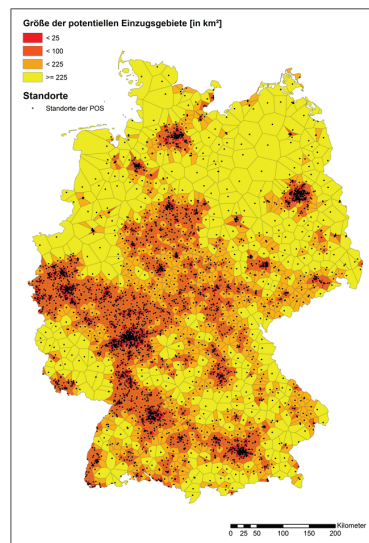 Größe der potentiellen Einzugsgebiete [in km²]
< 25
< 100
< 225
>= 225
Standorte
Standorte der POS
Kilometer
0 25 50 100 150 200